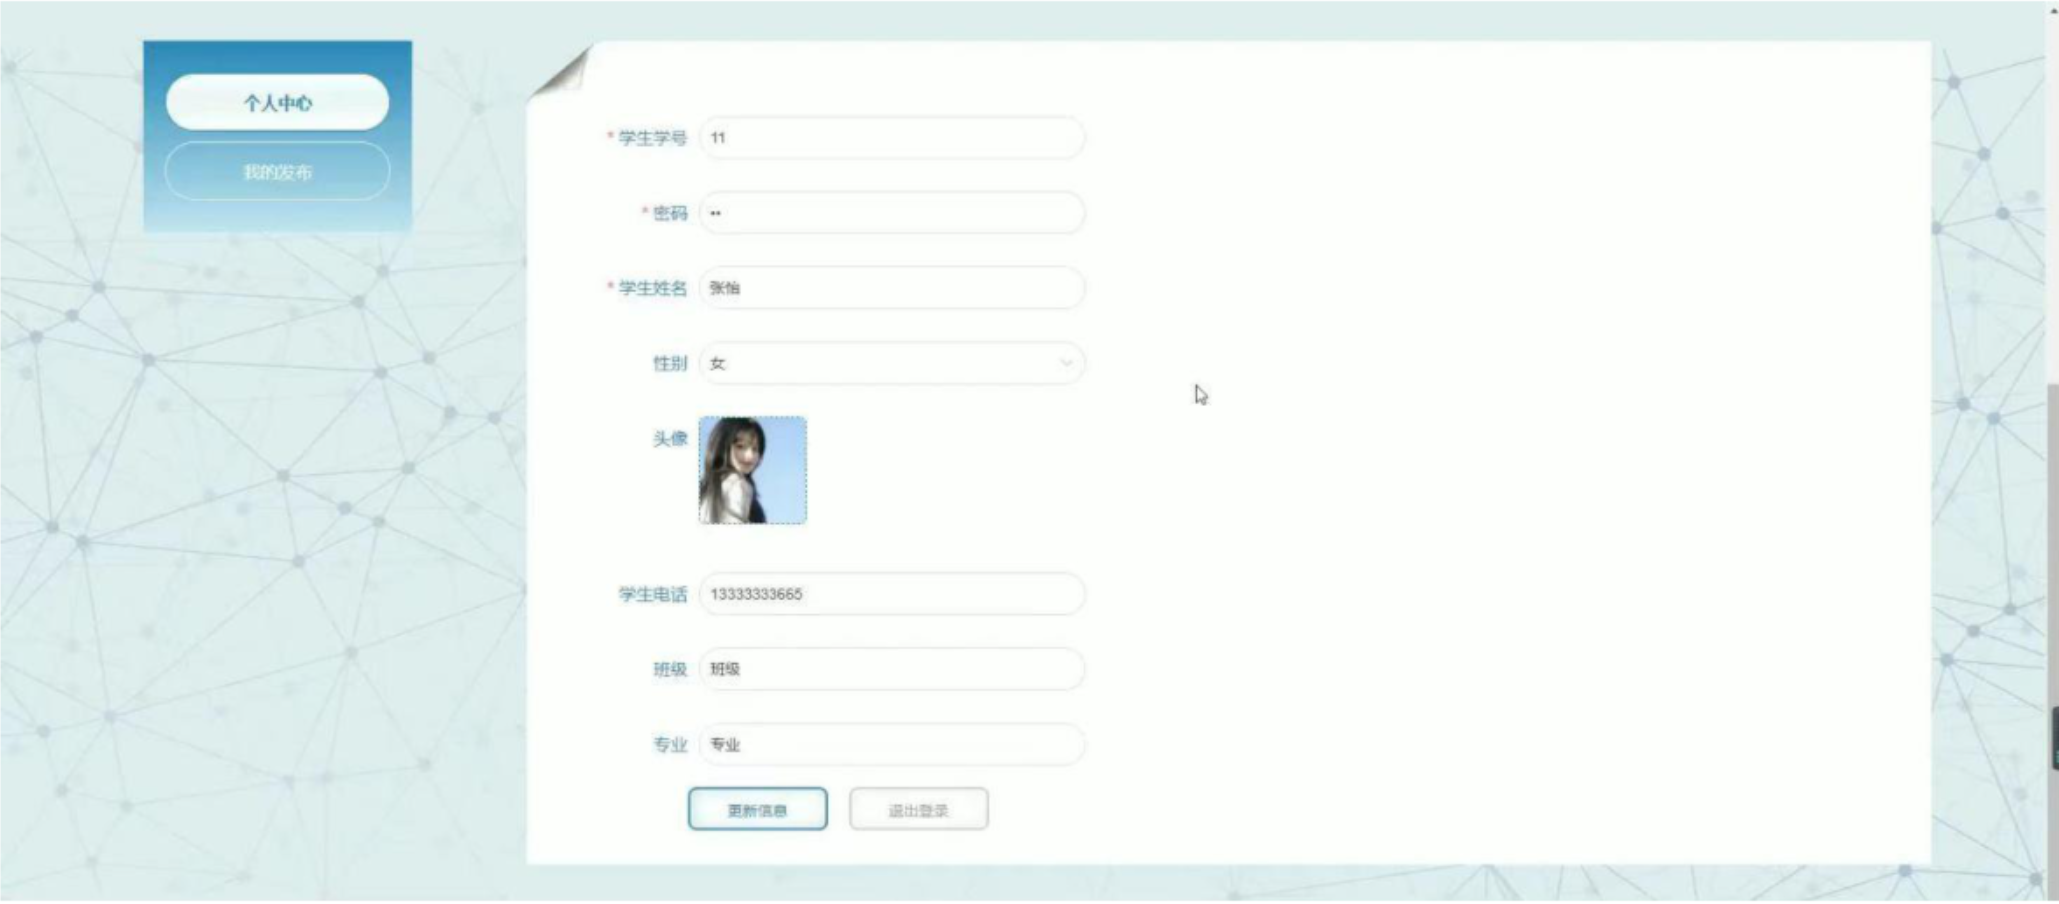 个人中心
我的发布
* 学生学号 11
* 密码 ••
* 学生姓名 张怡
性别 女
头像
学生电话 13333333665
班级 班级
专业 专业
更新信息 退出登录